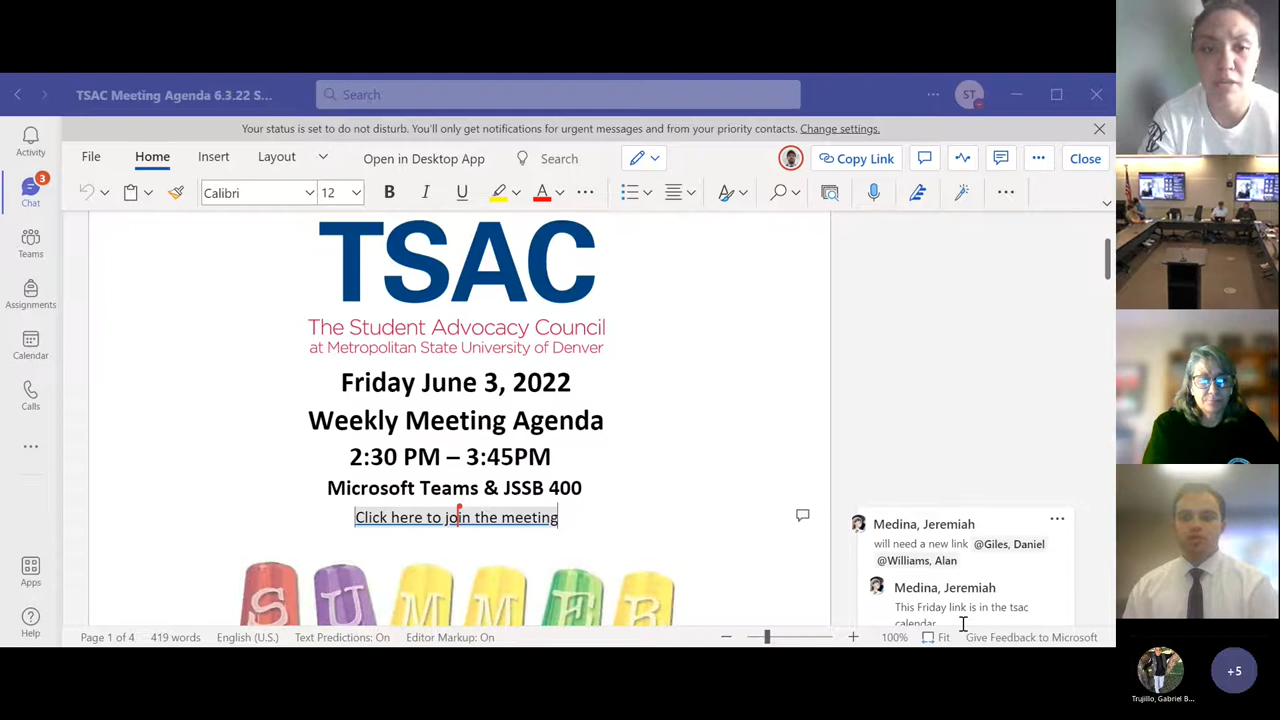 TSAC Meeting Agenda 6.3.22 S...
Search
ST
Your status is set to do not disturb. You'll only get notifications for urgent messages and from your priority contacts. Change settings.
Activity
File
Home
Insert
Layout
Open in Desktop App
Search
Copy Link
Close
3
Chat
Calibri
12
B
I
U
A
Teams
Assignments
Calendar
Calls
Apps
Help
TSAC
The Student Advocacy Council
at Metropolitan State University of Denver
Friday June 3, 2022
Weekly Meeting Agenda
2:30 PM – 3:45PM
Microsoft Teams & JSSB 400
Click here to join the meeting
SUMMER
Medina, Jeremiah
will need a new link @Giles, Daniel
@Williams, Alan
Medina, Jeremiah
This Friday link is in the tsac
calendar
Page 1 of 4
419 words
English (U.S.)
Text Predictions: On
Editor Markup: On
100%
Fit
Give Feedback to Microsoft
Trujillo, Gabriel B...
+5